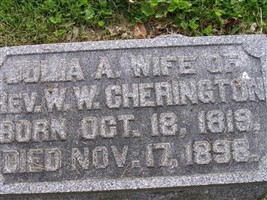 JULIA A. WIFE OF
REV. W. W. CHERINGTON
BORN OCT. 18. 1819.
DIED NOV. 17. 1898.